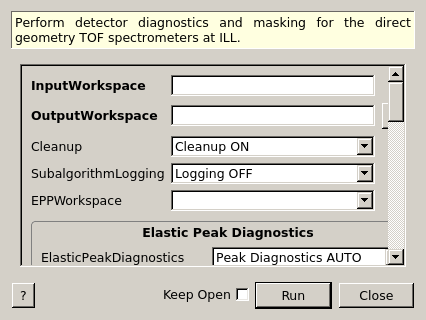 Perform detector diagnostics and masking for the direct
geometry TOF spectrometers at ILL.
InputWorkspace
OutputWorkspace
Cleanup Cleanup ON
SubalgorithmLogging Logging OFF
EPPWorkspace
Elastic Peak Diagnostics
ElasticPeakDiagnostics Peak Diagnostics AUTO
? Keep Open Run Close